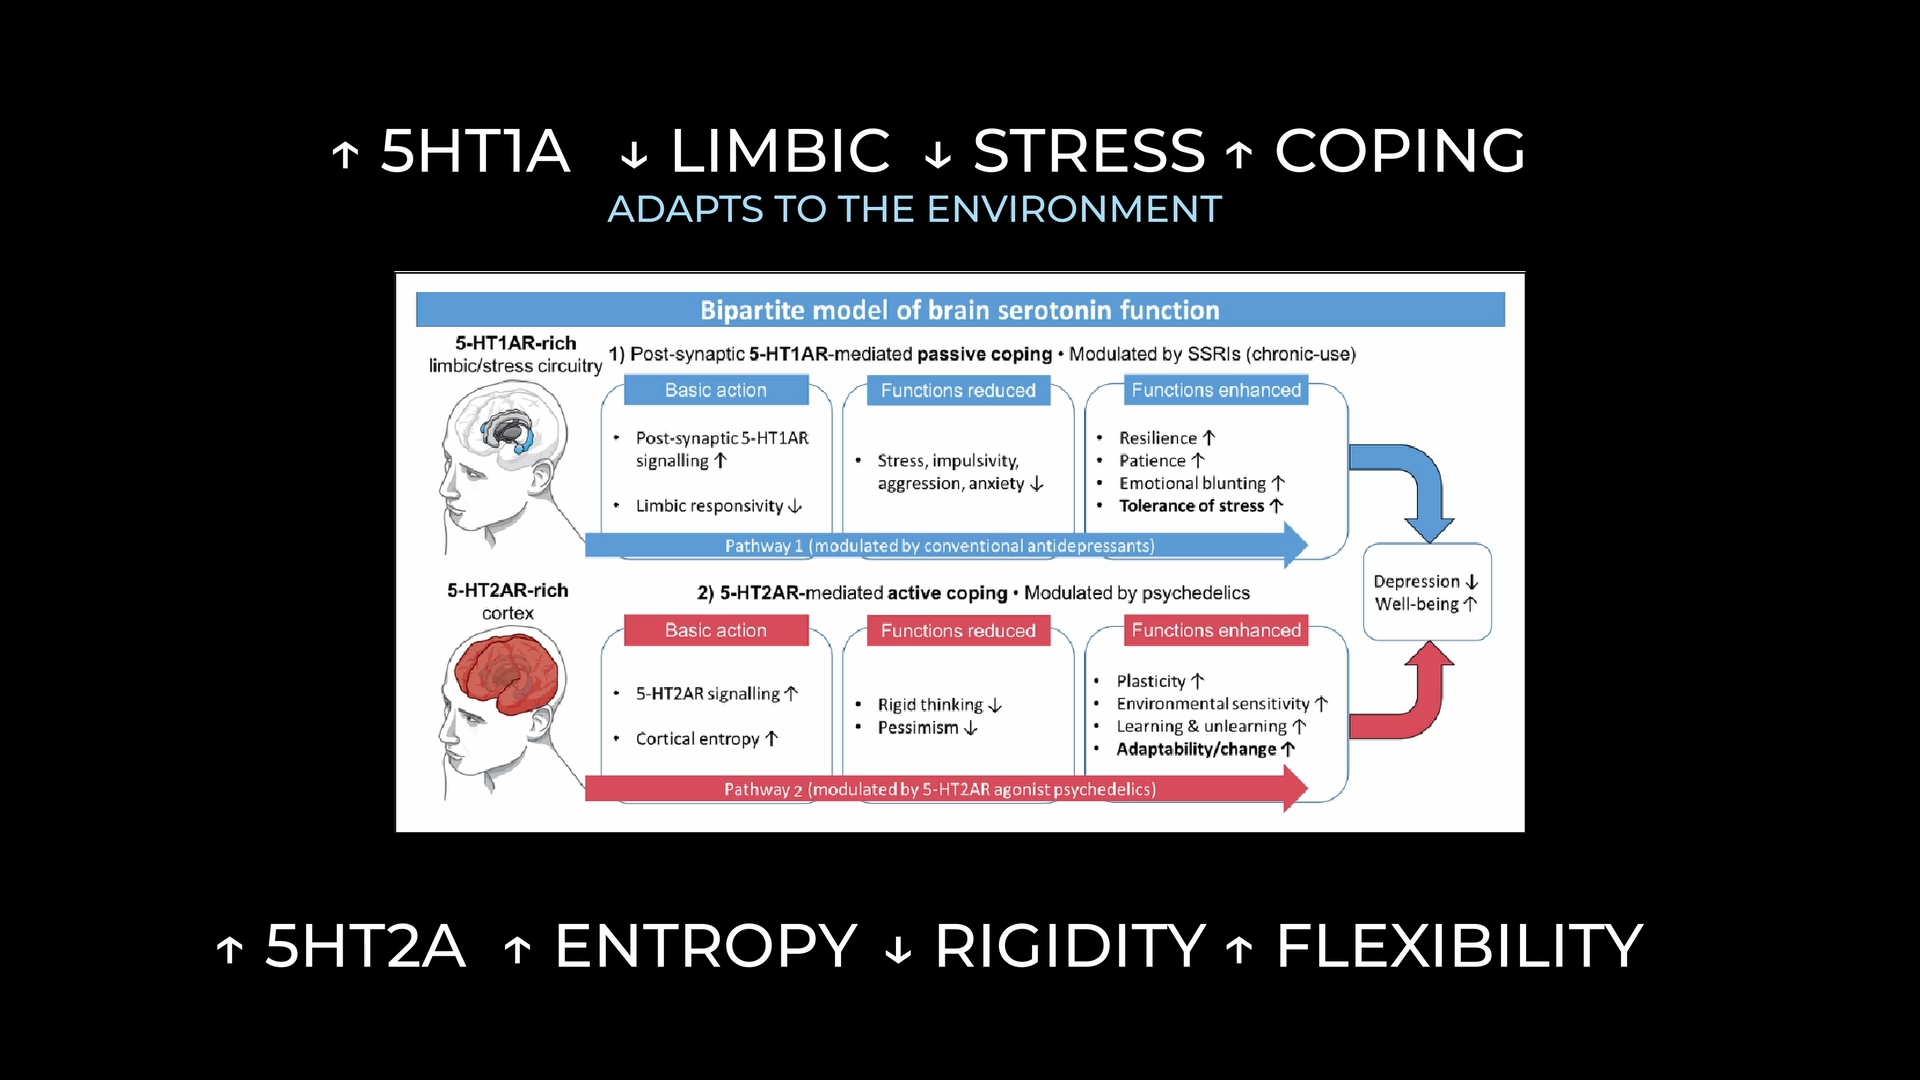 ↑ 5HT1A ↓ LIMBIC ↓ STRESS ↑ COPING
ADAPTS TO THE ENVIRONMENT
Bipartite model of brain serotonin function
5-HT1AR-rich
limbic/stress circuitry
1) Post-synaptic 5-HT1AR-mediated passive coping • Modulated by SSRIs (chronic-use)
Basic action
• Post-synaptic 5-HT1AR
signalling ↑
• Limbic responsivity ↓
Functions reduced
• Stress, impulsivity,
aggression, anxiety ↓
Functions enhanced
• Resilience ↑
• Patience ↑
• Emotional blunting ↑
• Tolerance of stress ↑
Pathway 1 (modulated by conventional antidepressants)
Depression ↓
Well-being ↑
5-HT2AR-rich
cortex
2) 5-HT2AR-mediated active coping • Modulated by psychedelics
Basic action
• 5-HT2AR signalling ↑
• Cortical entropy ↑
Functions reduced
• Rigid thinking ↓
• Pessimism ↓
Functions enhanced
• Plasticity ↑
• Environmental sensitivity ↑
• Learning & unlearning ↑
• Adaptability/change ↑
Pathway 2 (modulated by 5-HT2AR agonist psychedelics)
↑ 5HT2A ↑ ENTROPY ↓ RIGIDITY ↑ FLEXIBILITY